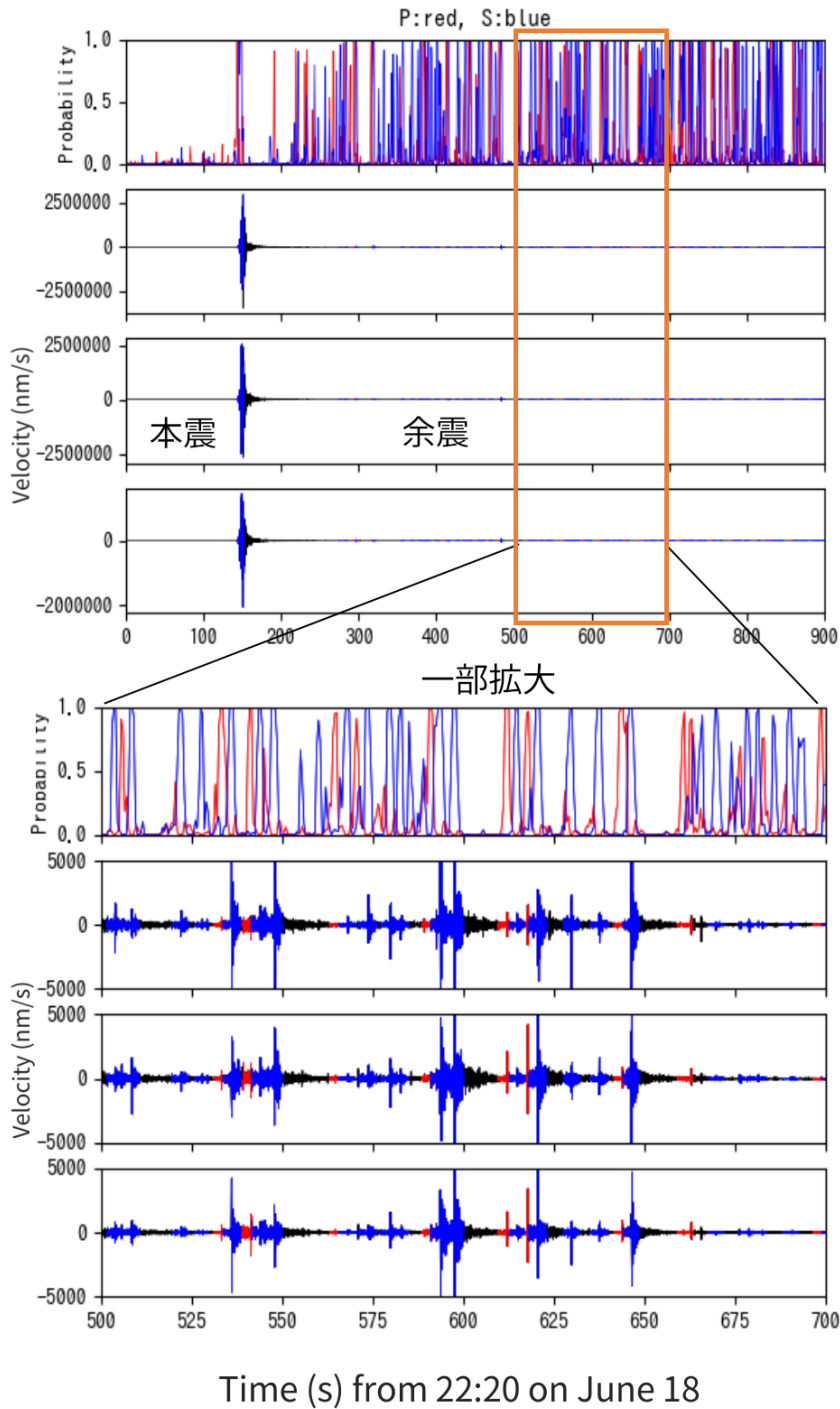 P:red, S:blue
1.0
0.5
0.0
Probability
2500000
0
-2500000
2500000
0
-2500000
本震
余震
0
-2000000
Velocity (nm/s)
0 100 200 300 400 500 600 700 800 900
一部拡大
1.0
0.5
0.0
Probability
5000
0
-5000
5000
0
-5000
5000
0
-5000
Velocity (nm/s)
500 525 550 575 600 625 650 675 700
Time (s) from 22:20 on June 18